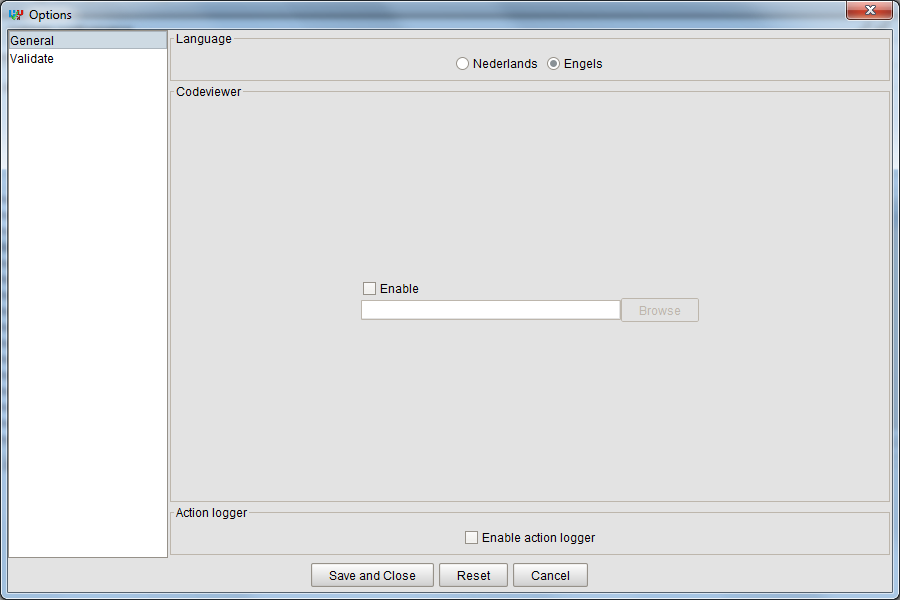 Options
General
Validate
Language
Nederlands Engels
Codeviewer
Enable
Browse
Action logger
Enable action logger
Save and Close Reset Cancel